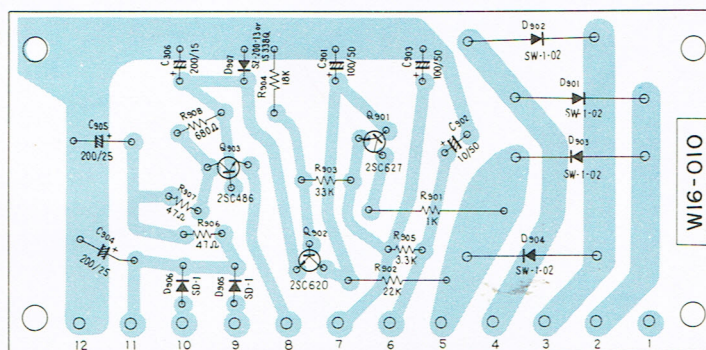 C906
200/15
D907
SZ-200-13 or
1S338Q
R904
18K
C901
100/50
C903
100/50
D902
SW-1-02
D901
SW-1-02
D903
SW-1-02
D904
SW-1-02
C905
200/25
R908
680Ω
Q903
2SC486
Q901
2SC627
C902
10/50
R903
33K
R901
1K
R907
47Ω
R906
47Ω
C904
200/25
D906
SD-1
D905
SD-1
Q902
2SC620
R905
3.3K
R902
22K
W16-010
12 11 10 9 8 7 6 5 4 3 2 1